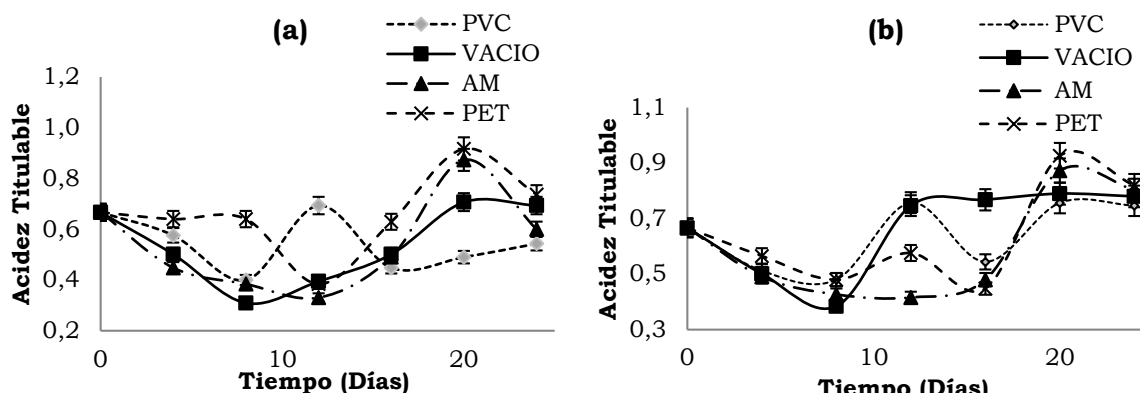 (a)
PVC
VACIO
AM
PET
1,2
1,0
0,8
0,6
0,4
0,2
Acidez Titulable
0
10
20
Tiempo (Días)
(b)
PVC
VACIO
AM
PET
1,1
0,9
0,7
0,5
0,3
Acidez Titulable
0
10
20
Tiempo (Días)